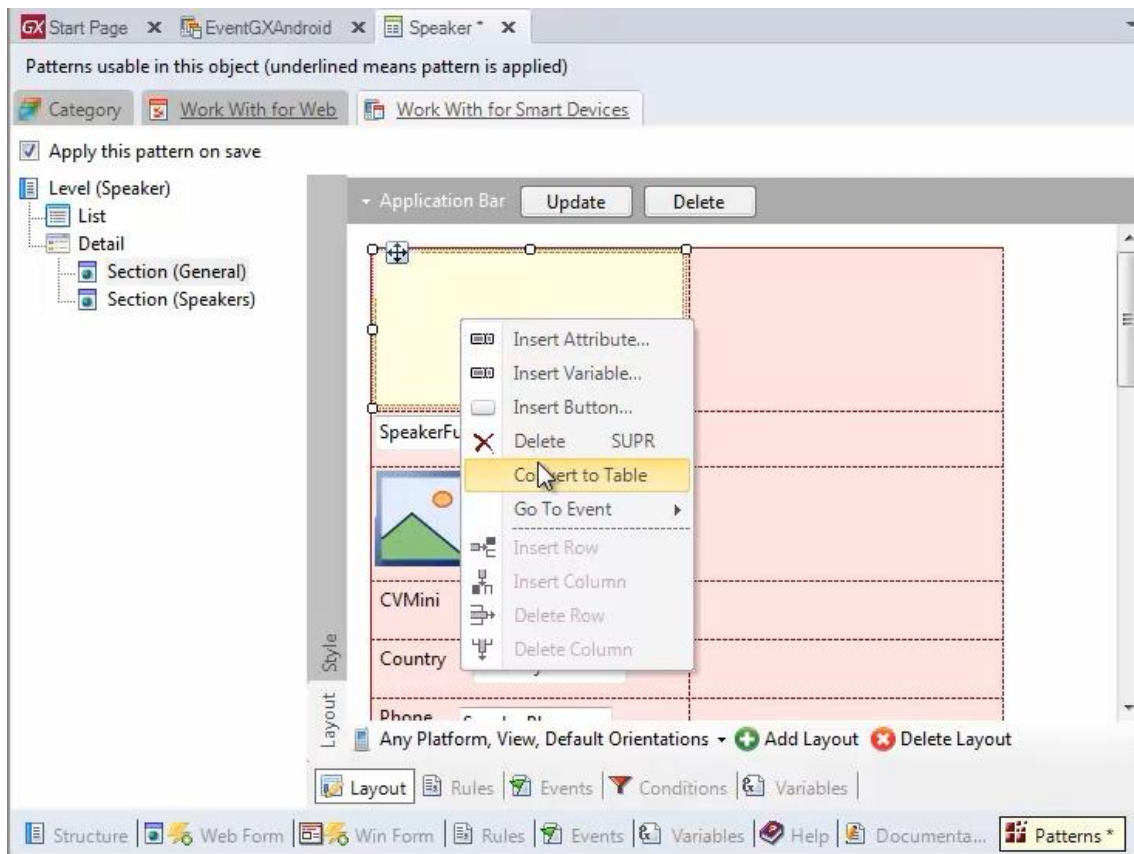 GX Start Page EventGXAndroid Speaker *
Patterns usable in this object (underlined means pattern is applied)
Category Work With for Web Work With for Smart Devices
Apply this pattern on save
Level (Speaker)
List
Detail
Section (General)
Section (Speakers)
Application Bar Update Delete
Insert Attribute...
Insert Variable...
Insert Button...
Delete SUPR
Convert to Table
Go To Event
Insert Row
Insert Column
Delete Row
Delete Column
CVMini
Country
Phone
Style
Layout
Any Platform, View, Default Orientations Add Layout Delete Layout
Layout Rules Events Conditions Variables
Structure Web Form Win Form Rules Events Variables Help Documenta... Patterns *